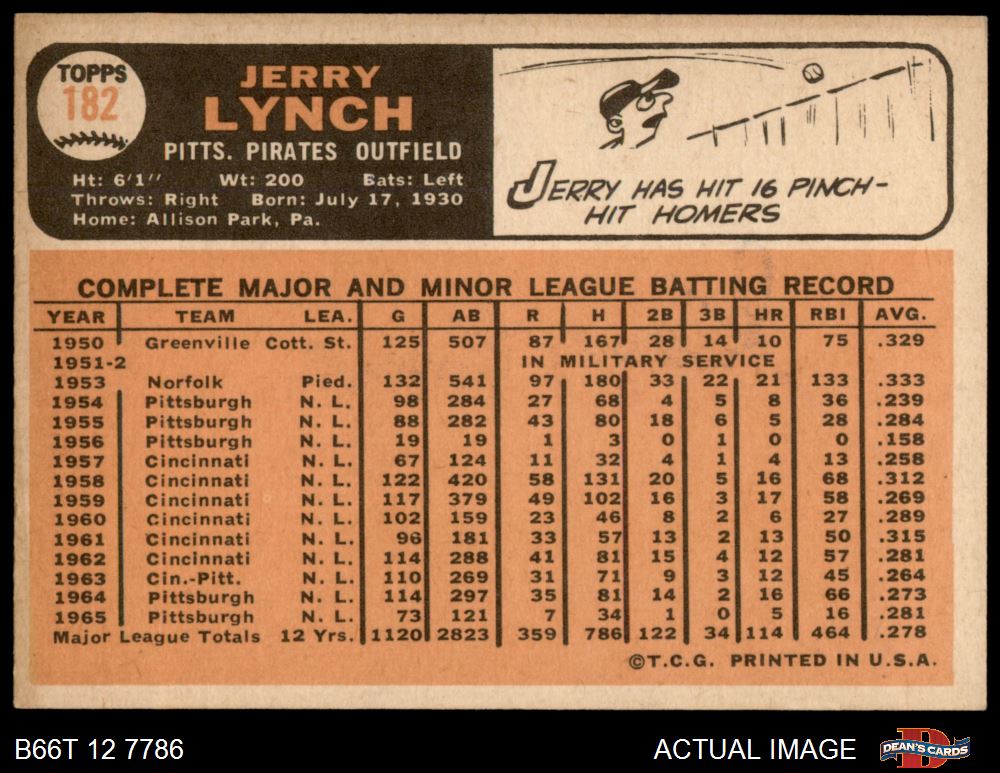 TOPPS
182
JERRY
LYNCH
PITTS. PIRATES OUTFIELD
Ht: 6'1'' Wt: 200 Bats: Left
Throws: Right Born: July 17, 1930
Home: Allison Park, Pa.
JERRY HAS HIT 16 PINCH-
HIT HOMERS
COMPLETE MAJOR AND MINOR LEAGUE BATTING RECORD
YEAR TEAM LEA. G AB R H 2B 3B HR RBI AVG.
1950 Greenville Cott. St. 125 507 87 167 28 14 10 75 .329
1951-2 IN MILITARY SERVICE
1953 Norfolk Pied. 132 541 97 180 33 22 21 133 .333
1954 Pittsburgh N. L. 98 284 27 68 4 5 8 36 .239
1955 Pittsburgh N. L. 88 282 43 80 18 6 5 28 .284
1956 Pittsburgh N. L. 19 19 1 3 0 1 0 0 .158
1957 Cincinnati N. L. 67 124 11 32 4 1 4 13 .258
1958 Cincinnati N. L. 122 420 58 131 20 5 16 68 .312
1959 Cincinnati N. L. 117 379 49 102 16 3 17 58 .269
1960 Cincinnati N. L. 102 159 23 46 8 2 6 27 .289
1961 Cincinnati N. L. 96 181 33 57 13 2 13 50 .315
1962 Cincinnati N. L. 114 288 41 81 15 4 12 57 .281
1963 Cin.-Pitt. N. L. 110 269 31 71 9 3 12 45 .264
1964 Pittsburgh N. L. 114 297 35 81 14 2 16 66 .273
1965 Pittsburgh N. L. 73 121 7 34 1 0 5 16 .281
Major League Totals 12 Yrs. 1120 2823 359 786 122 34 114 464 .278
©T.C.G. PRINTED IN U.S.A.
B66T 12 7786
ACTUAL IMAGE
DEAN'S CARDS